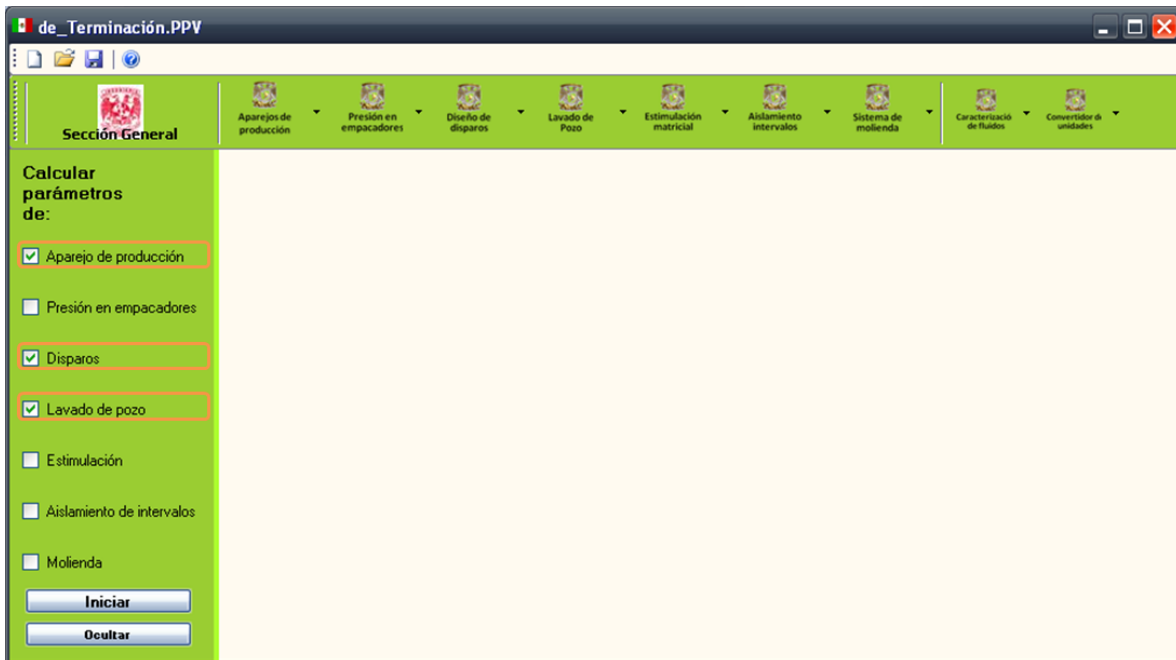 de_Terminación.PPV
Sección General
Aparejos de
producción
Presión en
empacadores
Diseño de
disparos
Lavado de
Pozo
Estimulación
matricial
Aislamiento
intervalos
Sistema de
molienda
Caracterizació
de fluidos
Convertidor d
unidades
Calcular
parámetros
de:
Aparejo de producción
Presión en empacadores
Disparos
Lavado de pozo
Estimulación
Aislamiento de intervalos
Molienda
Iniciar
Ocultar